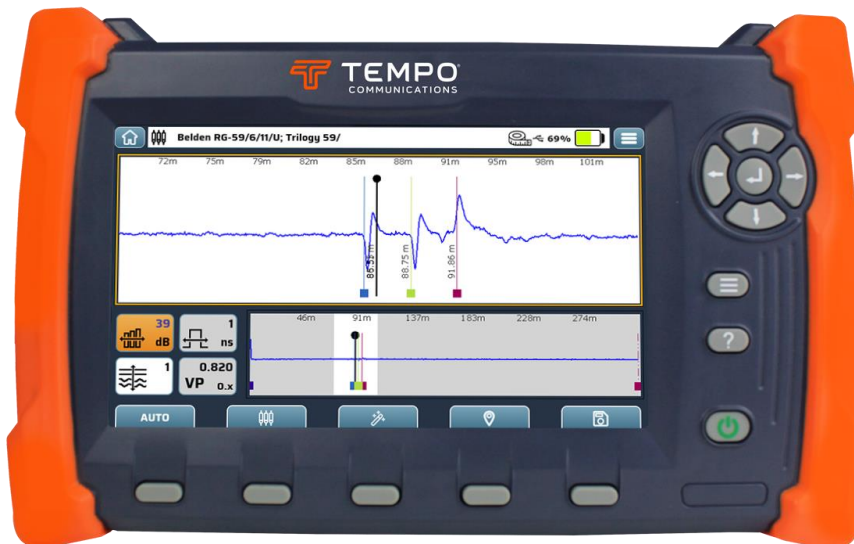 TEMPO
COMMUNICATIONS
Belden RG-59/6/11/U; Trilogy 59/ 69%
72m 75m 79m 82m 85m 88m 91m 95m 98m 101m
88.75 m
91.86 m
39
dB
1
ns
46m 91m 137m 183m 228m 274m
1
0.820
VP 0.x
?
AUTO